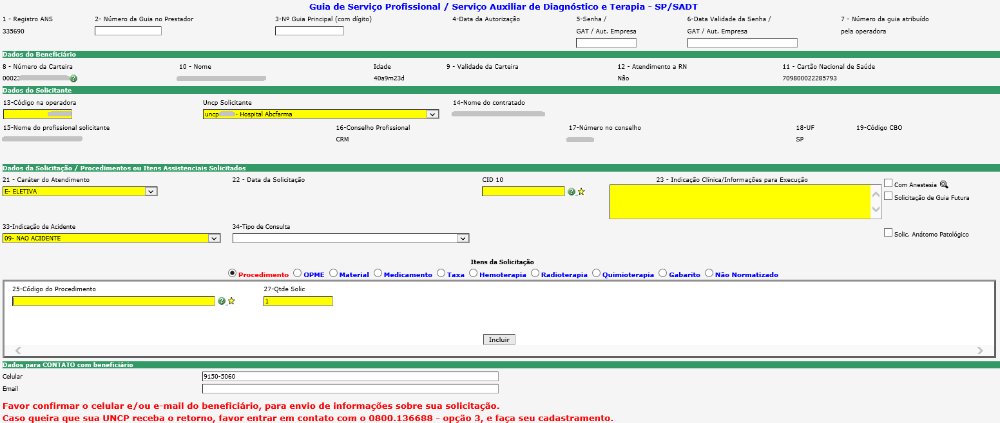 Guia de Serviço Profissional / Serviço Auxiliar de Diagnóstico e Terapia - SP/SADT
1 - Registro ANS 2- Número da Guia no Prestador 3-Nº Guia Principal (com dígito) 4-Data da Autorização 5-Senha / 6-Data Validade da Senha / 7 - Número da guia atribuído
335690 GAT / Aut. Empresa GAT / Aut. Empresa pela operadora
Dados do Beneficiário
8 - Número da Carteira 10 - Nome Idade 9 - Validade da Carteira 12 - Atendimento a RN 11 - Cartão Nacional de Saúde
00023 40a9m23d Não 709800022285793
Dados do Solicitante
13-Código na operadora Uncp Solicitante 14-Nome do contratado
uncp - Hospital Abcfarma
15-Nome do profissional solicitante 16-Conselho Profissional 17-Número no conselho 18-UF 19-Código CBO
CRM SP
Dados da Solicitação / Procedimentos ou Itens Assistenciais Solicitados
21 - Caráter do Atendimento 22 - Data da Solicitação CID 10 23 - Indicação Clínica/Informações para Execução Com Anestesia
E- ELETIVA Solicitação de Guia Futura
33-Indicação de Acidente 34-Tipo de Consulta
09- NAO ACIDENTE Solic. Anátomo Patológico
Itens da Solicitação
Procedimento OPME Material Medicamento Taxa Hemoterapia Radioterapia Quimioterapia Gabarito Não Normatizado
25-Código do Procedimento 27-Qtde Solic
1
Incluir
Dados para CONTATO com beneficiário
Celular 9150-5060
Email
Favor confirmar o celular e/ou e-mail do beneficiário, para envio de informações sobre sua solicitação.
Caso queira que sua UNCP receba o retorno, favor entrar em contato com o 0800.136688 - opção 3, e faça seu cadastramento.